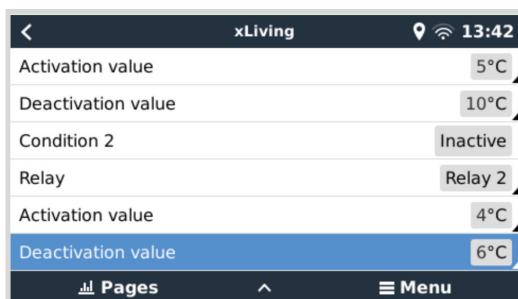 xLiving 13:42
Activation value 5°C
Deactivation value 10°C
Condition 2 Inactive
Relay Relay 2
Activation value 4°C
Deactivation value 6°C
Pages Menu